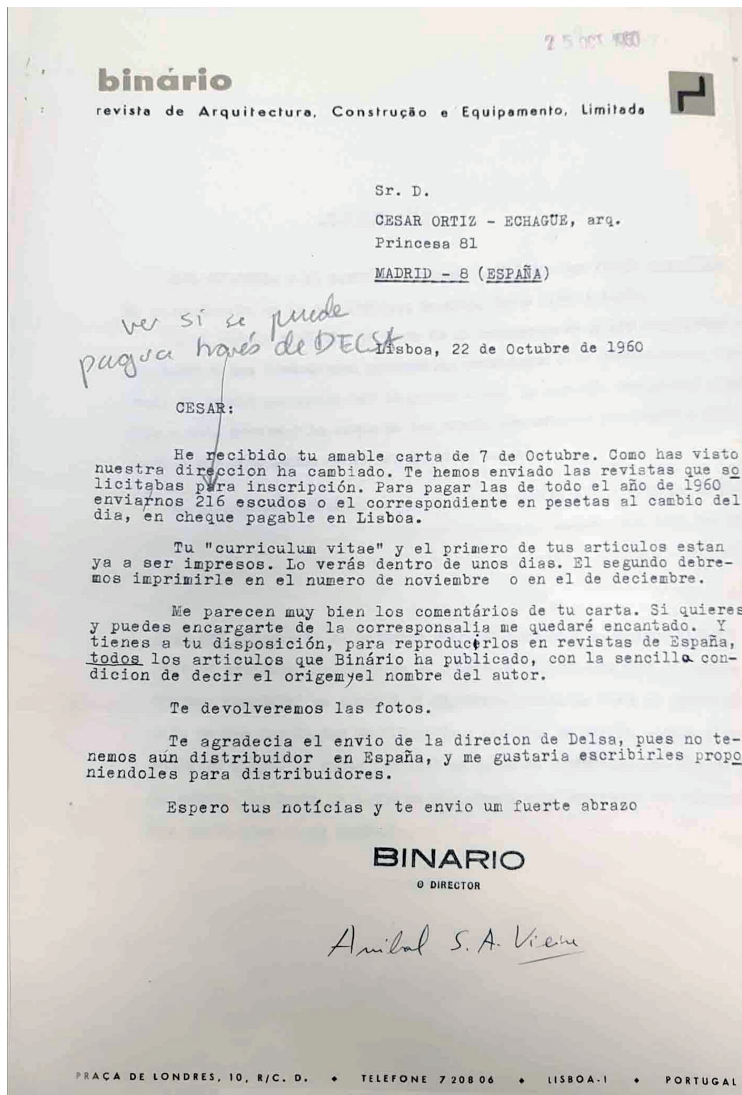 25 OCT 1960
binário
revista de Arquitectura, Construção e Equipamento, Limitada
Sr. D.
CESAR ORTIZ - ECHAGÜE, arq.
Princesa 81
MADRID - 8 (ESPAÑA)
ver si se puede
pagar a través de DELSA
Lisboa, 22 de Octubre de 1960
CESAR:
He recibido tu amable carta de 7 de Octubre. Como has visto
nuestra direccion ha cambiado. Te hemos enviado las revistas que so
licitabas para inscripción. Para pagar las de todo el año de 1960
enviarnos 216 escudos o el correspondiente en pesetas al cambio del
dia, en cheque pagable en Lisboa.
Tu "curriculum vitae" y el primero de tus articulos estan
ya a ser impresos. Lo verás dentro de unos dias. El segundo debre-
mos imprimirle en el numero de noviembre o en el de deciembre.
Me parecen muy bien los comentários de tu carta. Si quieres
y puedes encargarte de la corresponsalia me quedaré encantado. Y
tienes a tu disposición, para reproducirlos en revistas de España,
todos los articulos que Binário ha publicado, con la sencilla con-
dicion de decir el origem y el nombre del autor.
Te devolveremos las fotos.
Te agradecia el envio de la direcion de Delsa, pues no te-
nemos aún distribuidor en España, y me gustaria escribirles propo
niendoles para distribuidores.
Espero tus notícias y te envio um fuerte abrazo
BINARIO
O DIRECTOR
Anibal S. A. Vieira
PRAÇA DE LONDRES, 10, R/C. D. • TELEFONE 7 208 06 • LISBOA-1 • PORTUGAL